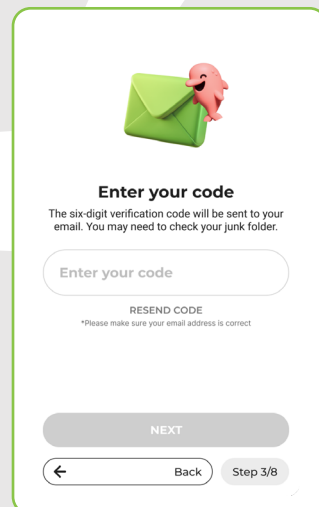 Enter your code
The six-digit verification code will be sent to your
email. You may need to check your junk folder.
Enter your code
RESEND CODE
*Please make sure your email address is correct
NEXT
Back
Step 3/8